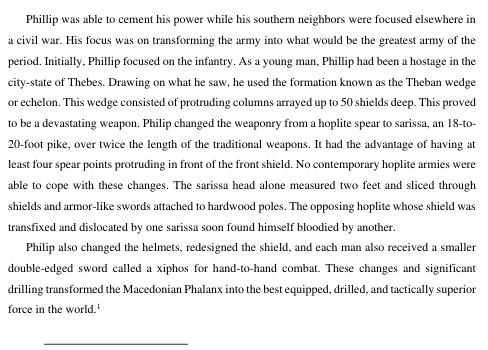 Phillip was able to cement his power while his southern neighbors were focused elsewhere in
a civil war. His focus was on transforming the army into what would be the greatest army of the
period. Initially, Phillip focused on the infantry. As a young man, Phillip had been a hostage in the
city-state of Thebes. Drawing on what he saw, he used the formation known as the Theban wedge
or echelon. This wedge consisted of protruding columns arrayed up to 50 shields deep. This proved
to be a devastating weapon. Philip changed the weaponry from a hoplite spear to sarissa, an 18-to-
20-foot pike, over twice the length of the traditional weapons. It had the advantage of having at
least four spear points protruding in front of the front shield. No contemporary hoplite armies were
able to cope with these changes. The sarissa head alone measured two feet and sliced through
shields and armor-like swords attached to hardwood poles. The opposing hoplite whose shield was
transfixed and dislocated by one sarissa soon found himself bloodied by another.
Philip also changed the helmets, redesigned the shield, and each man also received a smaller
double-edged sword called a xiphos for hand-to-hand combat. These changes and significant
drilling transformed the Macedonian Phalanx into the best equipped, drilled, and tactically superior
force in the world.¹